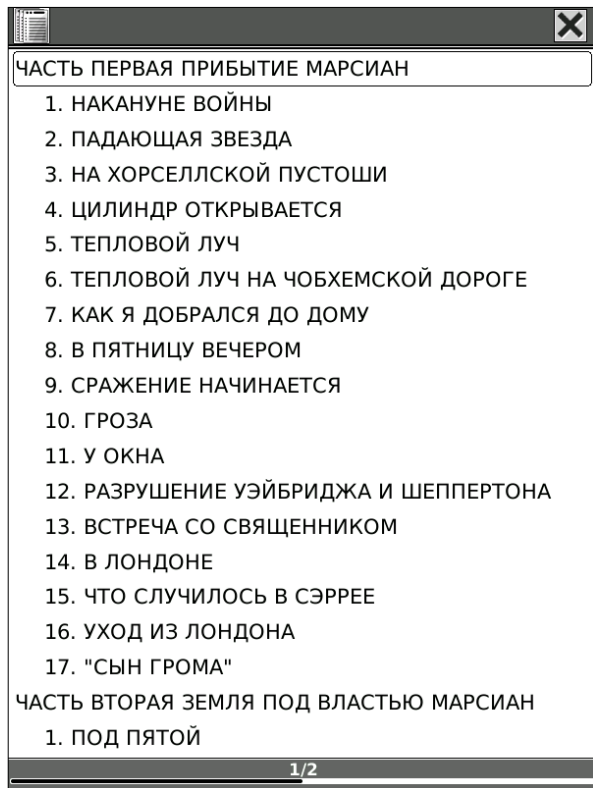 ЧАСТЬ ПЕРВАЯ ПРИБЫТИЕ МАРСИАН
1. НАКАНУНЕ ВОЙНЫ
2. ПАДАЮЩАЯ ЗВЕЗДА
3. НА ХОРСЕЛЛСКОЙ ПУСТОШИ
4. ЦИЛИНДР ОТКРЫВАЕТСЯ
5. ТЕПЛОВОЙ ЛУЧ
6. ТЕПЛОВОЙ ЛУЧ НА ЧОБХЕМСКОЙ ДОРОГЕ
7. КАК Я ДОБРАЛСЯ ДО ДОМУ
8. В ПЯТНИЦУ ВЕЧЕРОМ
9. СРАЖЕНИЕ НАЧИНАЕТСЯ
10. ГРОЗА
11. У ОКНА
12. РАЗРУШЕНИЕ УЭЙБРИДЖА И ШЕППЕРТОНА
13. ВСТРЕЧА СО СВЯЩЕННИКОМ
14. В ЛОНДОНЕ
15. ЧТО СЛУЧИЛОСЬ В СЭРРЕЕ
16. УХОД ИЗ ЛОНДОНА
17. "СЫН ГРОМА"
ЧАСТЬ ВТОРАЯ ЗЕМЛЯ ПОД ВЛАСТЬЮ МАРСИАН
1. ПОД ПЯТОЙ
1/2